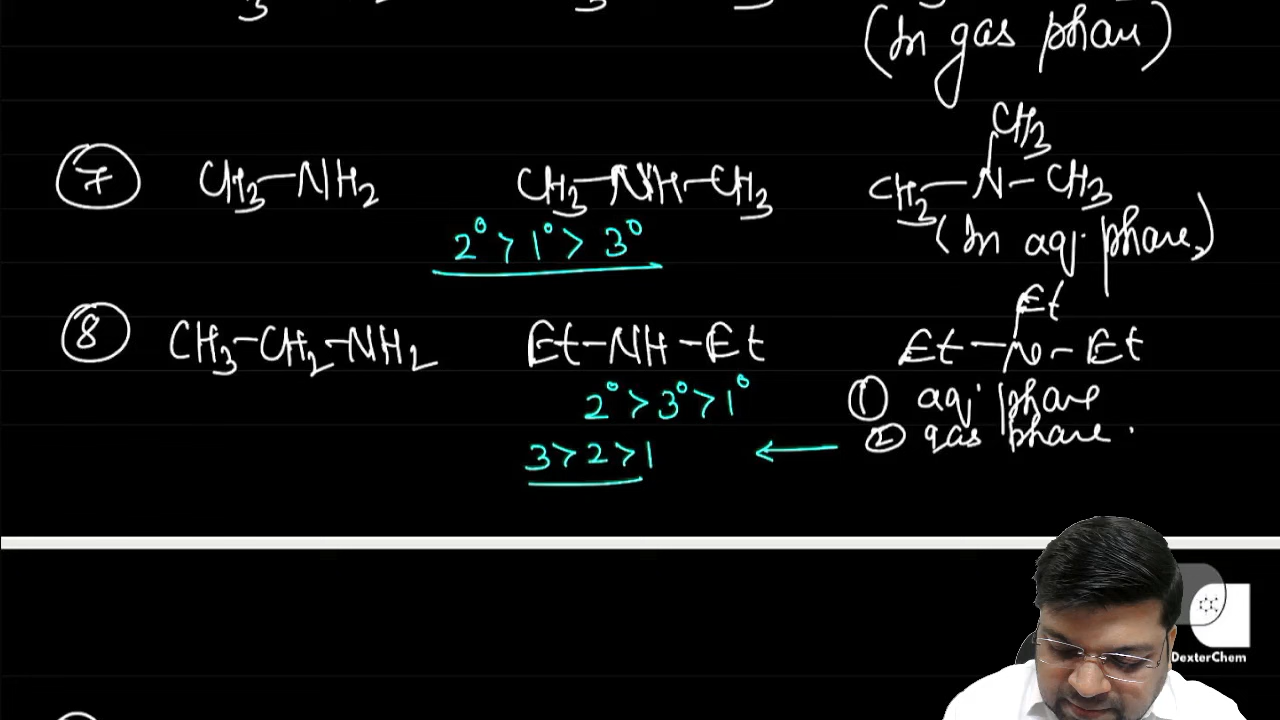 (In gas phase)
7 CH3-NH2 CH3-NH-CH3 CH3-N-CH3
CH3
(In aq. phase)
2° > 1° > 3°
8 CH3-CH2-NH2 Et-NH-Et Et-N-Et
Et
2° > 3° > 1° ① aq. phase
3 > 2 > 1 ← ② gas phase.
DexterChem